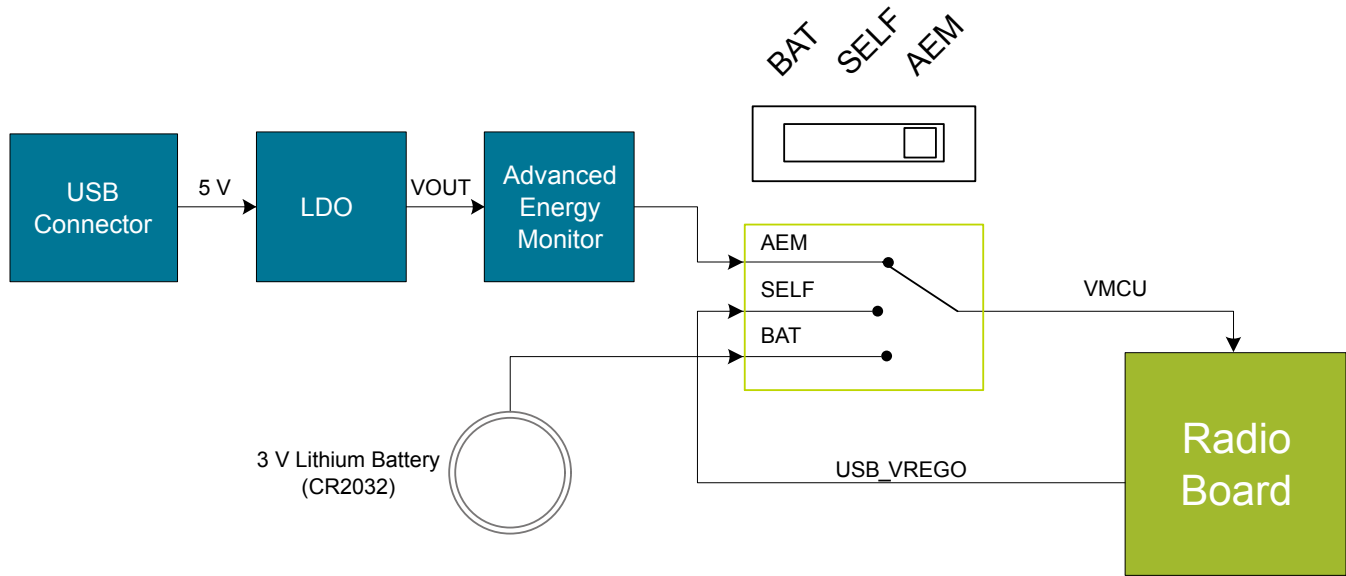 BAT
SELF
AEM
USB
Connector
5 V
LDO
VOUT
Advanced
Energy
Monitor
AEM
SELF
BAT
VMCU
3 V Lithium Battery
(CR2032)
USB_VREGO
Radio
Board